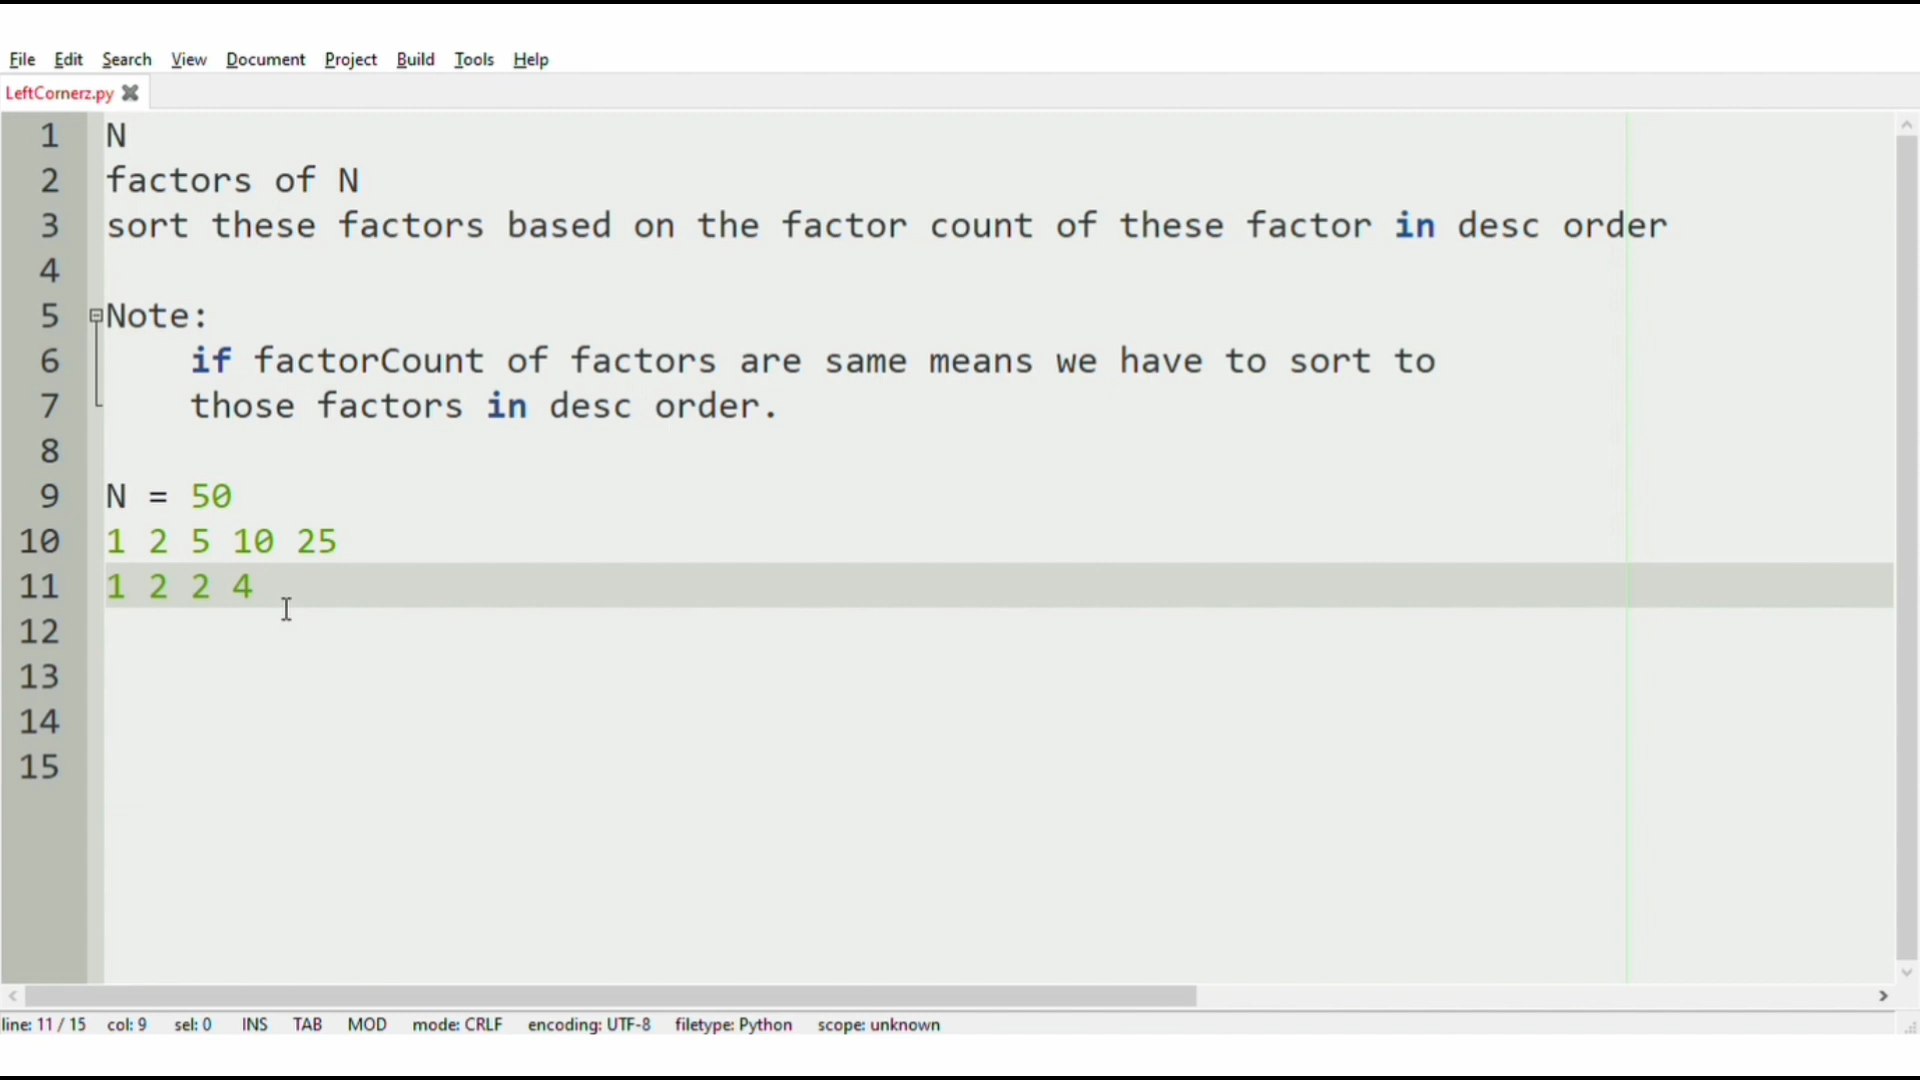 File Edit Search View Document Project Build Tools Help
LeftCornerz.py
1 N
2 factors of N
3 sort these factors based on the factor count of these factor in desc order
4
5 Note:
6 if factorCount of factors are same means we have to sort to
7 those factors in desc order.
8
9 N = 50
10 1 2 5 10 25
11 1 2 2 4
12
13
14
15
line: 11 / 15 col: 9 sel: 0 INS TAB MOD mode: CRLF encoding: UTF-8 filetype: Python scope: unknown